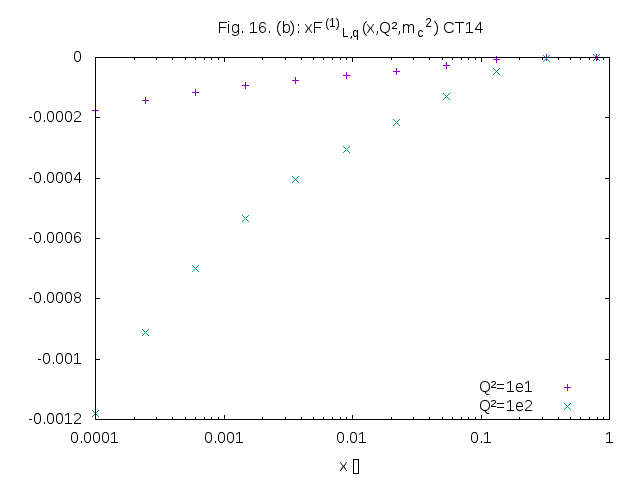 Fig. 16. (b): xF⁽¹⁾L,q(x,Q²,mc²) CT14
0
-0.0002
-0.0004
-0.0006
-0.0008
-0.001
-0.0012
Q²=1e1
Q²=1e2
0.0001 0.001 0.01 0.1 1
x []